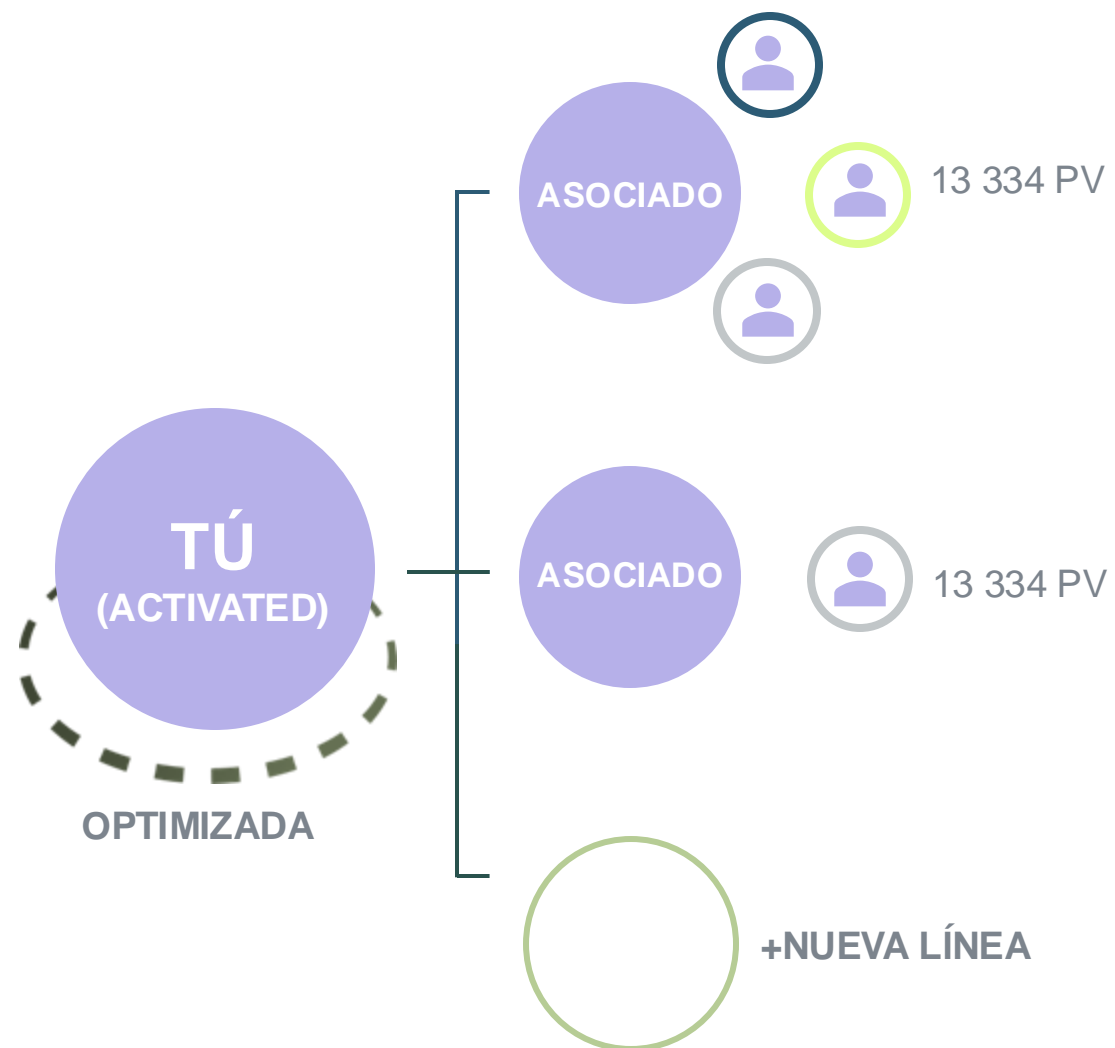 ASOCIADO
13 334 PV
TÚ
(ACTIVATED)
OPTIMIZADA
ASOCIADO
13 334 PV
+NUEVA LÍNEA